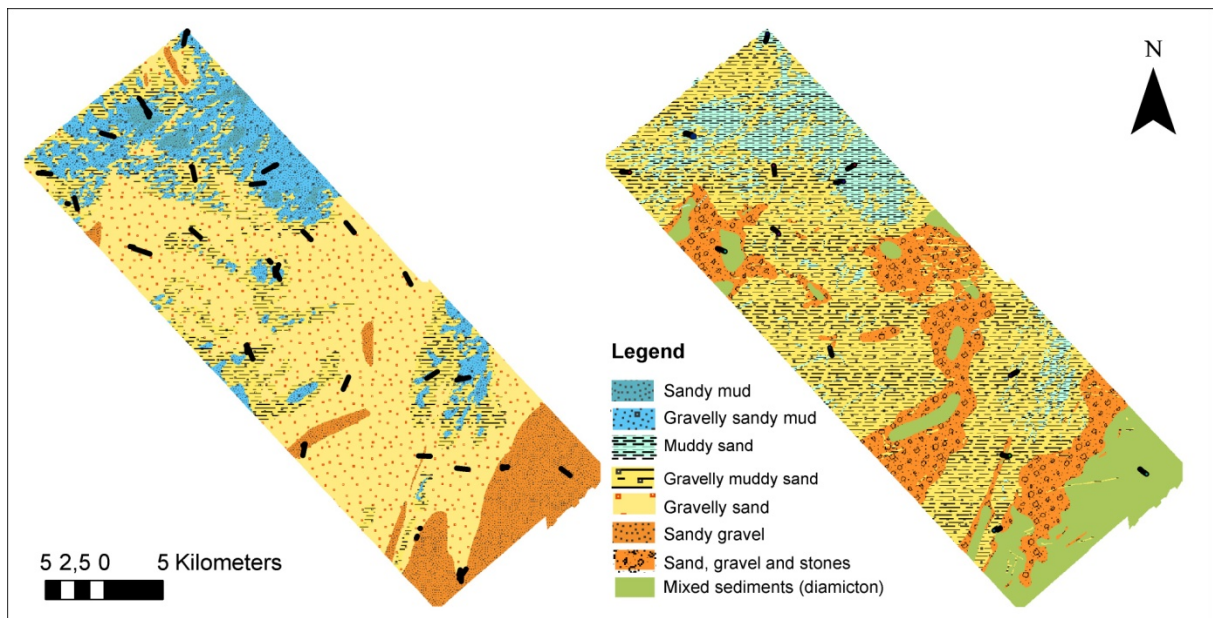 N
Legend
Sandy mud
Gravelly sandy mud
Muddy sand
Gravelly muddy sand
Gravelly sand
Sandy gravel
Sand, gravel and stones
Mixed sediments (diamicton)
5 2,5 0 5 Kilometers